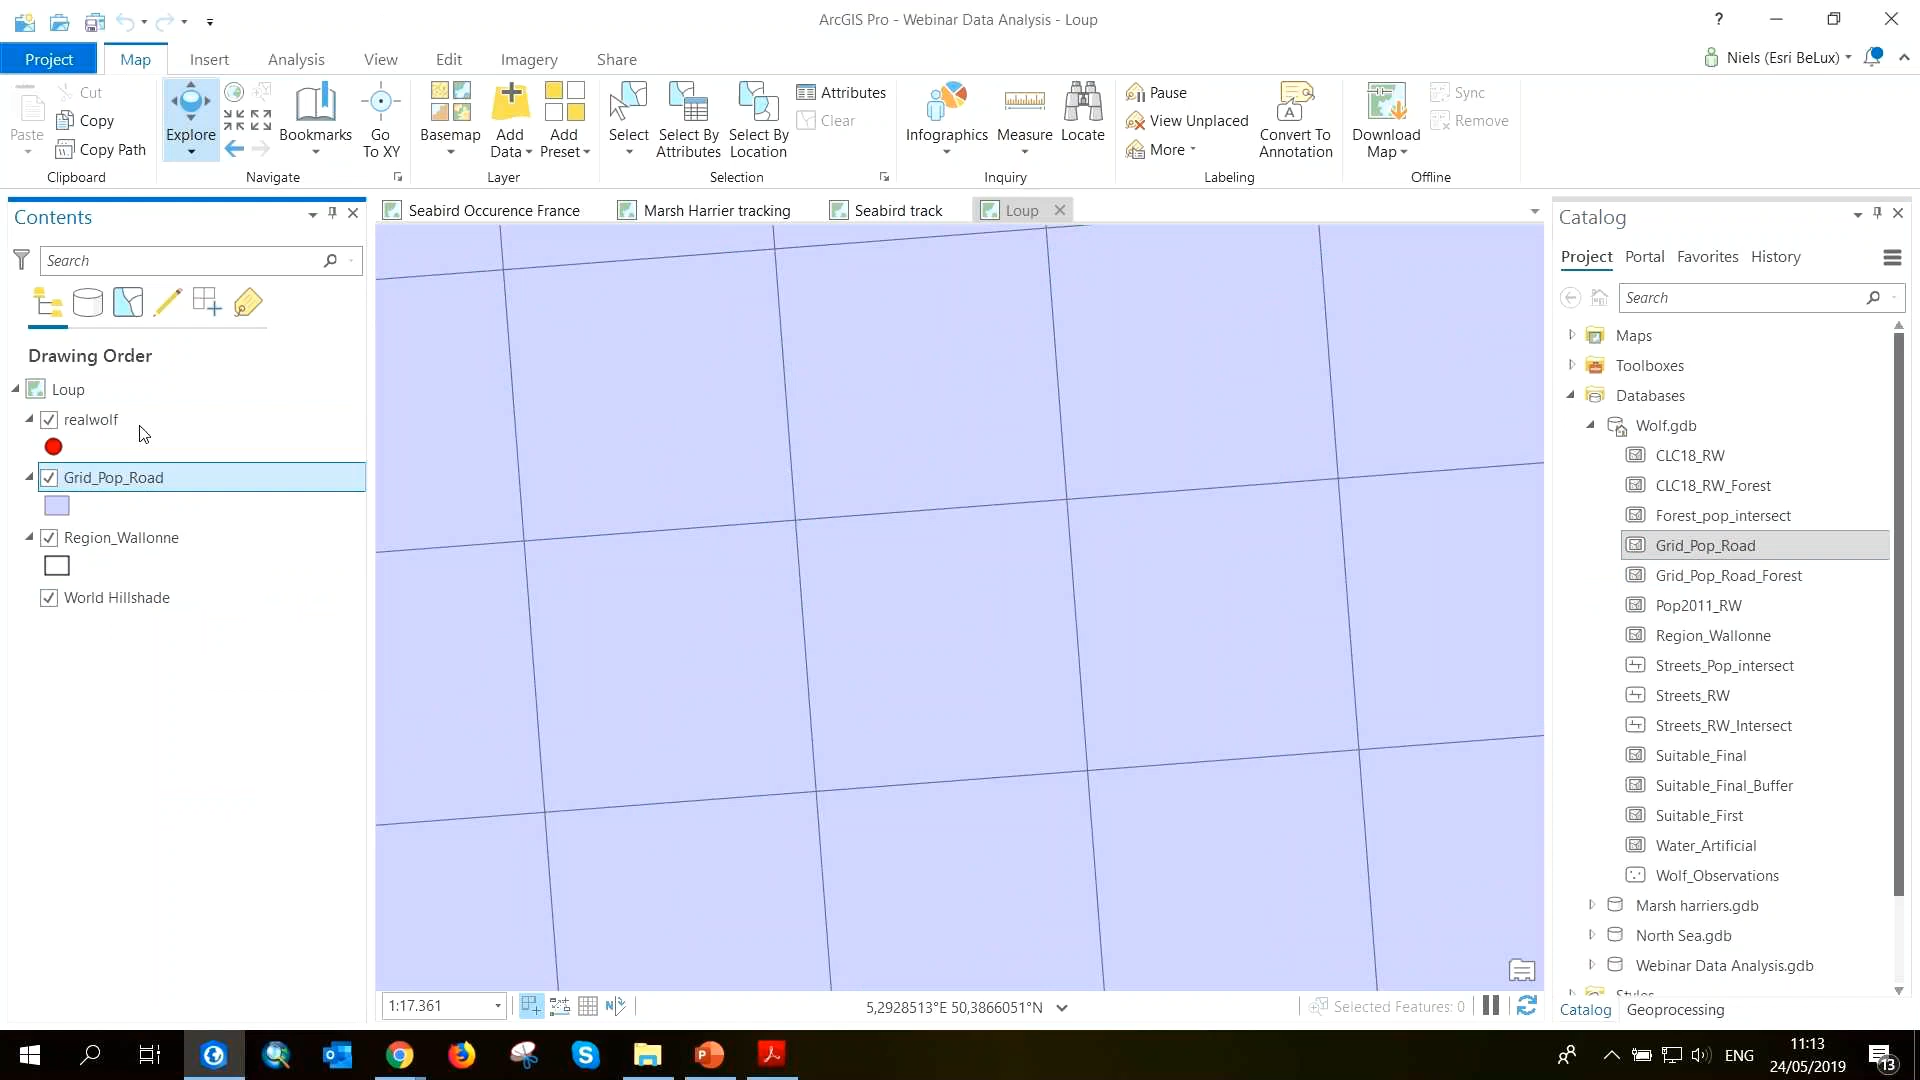 ArcGIS Pro - Webinar Data Analysis - Loup
?
Project
Map
Insert
Analysis
View
Edit
Imagery
Share
Niels (Esri BeLux)
Paste
Cut
Copy
Copy Path
Clipboard
Explore
Bookmarks
Go
To XY
Navigate
Basemap
Add
Data
Add
Preset
Layer
Select
Select By
Attributes
Select By
Location
Attributes
Clear
Selection
Infographics
Measure
Locate
Inquiry
Pause
View Unplaced
More
Convert To
Annotation
Labeling
Download
Map
Sync
Remove
Offline
Contents
Search
Drawing Order
Loup
realwolf
Grid_Pop_Road
Region_Wallonne
World Hillshade
Seabird Occurence France
Marsh Harrier tracking
Seabird track
Loup
1:17.361
5,2928513°E 50,3866051°N
Selected Features: 0
Catalog
Project
Portal
Favorites
History
Search
Maps
Toolboxes
Databases
Wolf.gdb
CLC18_RW
CLC18_RW_Forest
Forest_pop_intersect
Grid_Pop_Road
Grid_Pop_Road_Forest
Pop2011_RW
Region_Wallonne
Streets_Pop_intersect
Streets_RW
Streets_RW_Intersect
Suitable_Final
Suitable_Final_Buffer
Suitable_First
Water_Artificial
Wolf_Observations
Marsh harriers.gdb
North Sea.gdb
Webinar Data Analysis.gdb
Styles
Catalog
Geoprocessing
ENG
11:13
24/05/2019
13